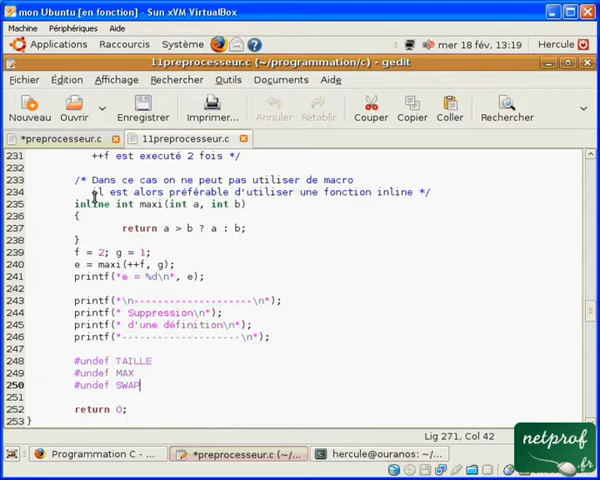 mon Ubuntu [en fonction] - Sun xVM VirtualBox
Machine Périphériques Aide
Applications Raccourcis Système mer 18 fév, 13:19 Hercule
11preprocesseur.c (~/programmation/c) - gedit
Fichier Édition Affichage Rechercher Outils Documents Aide
Nouveau Ouvrir Enregistrer Imprimer... Annuler Rétablir Couper Copier Coller Rechercher
*preprocesseur.c 11preprocesseur.c
231 ++f est executé 2 fois */
232
233 /* Dans ce cas on ne peut pas utiliser de macro
234 il est alors préférable d'utiliser une fonction inline */
235 inline int maxi(int a, int b)
236 {
237 return a > b ? a : b;
238 }
239 f = 2; g = 1;
240 e = maxi(++f, g);
241 printf("e = %d\n", e);
242
243 printf("\n--------------------\n");
244 printf(" Suppression\n");
245 printf(" d'une définition\n");
246 printf("--------------------\n");
248 #undef TAILLE
249 #undef MAX
250 #undef SWAP
252 return 0;
253 }
Lig 271, Col 42
Programmation C - ... *preprocesseur.c (~/... hercule@ouranos: ~/...
netprof
.fr